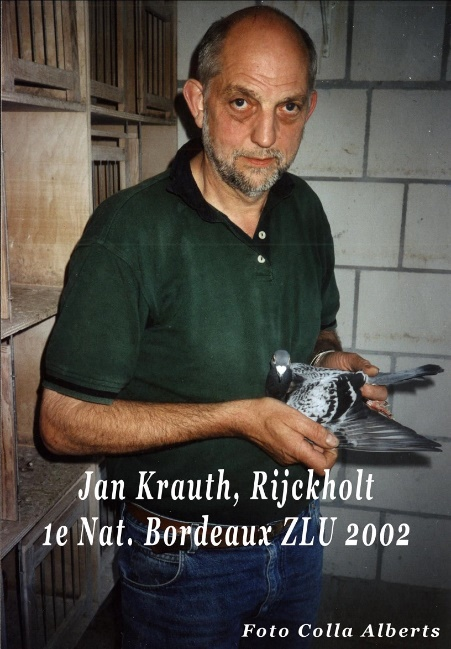 Jan Krauth, Rijckholt
1e Nat. Bordeaux ZLU 2002
Foto Colla Alberts